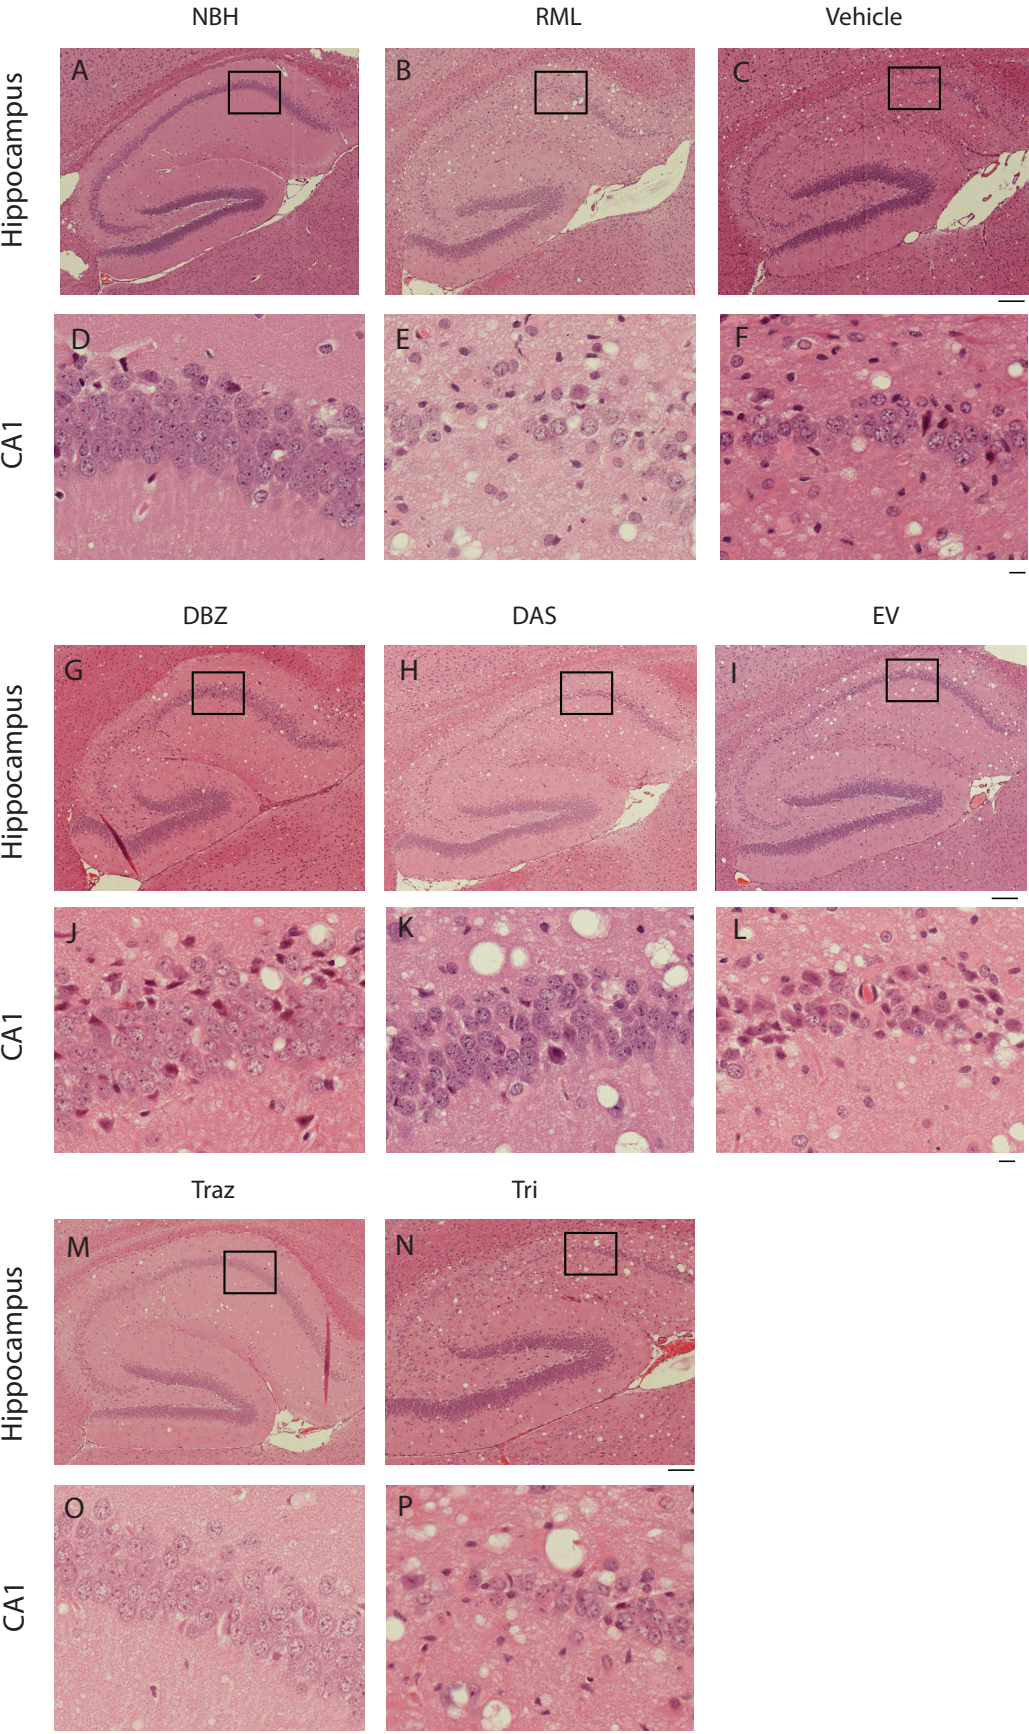 NBH RML Vehicle
Hippocampus
A B C
CA1
D E F
DBZ DAS EV
Hippocampus
G H I
CA1
J K L
Traz Tri
Hippocampus
M N
CA1
O P